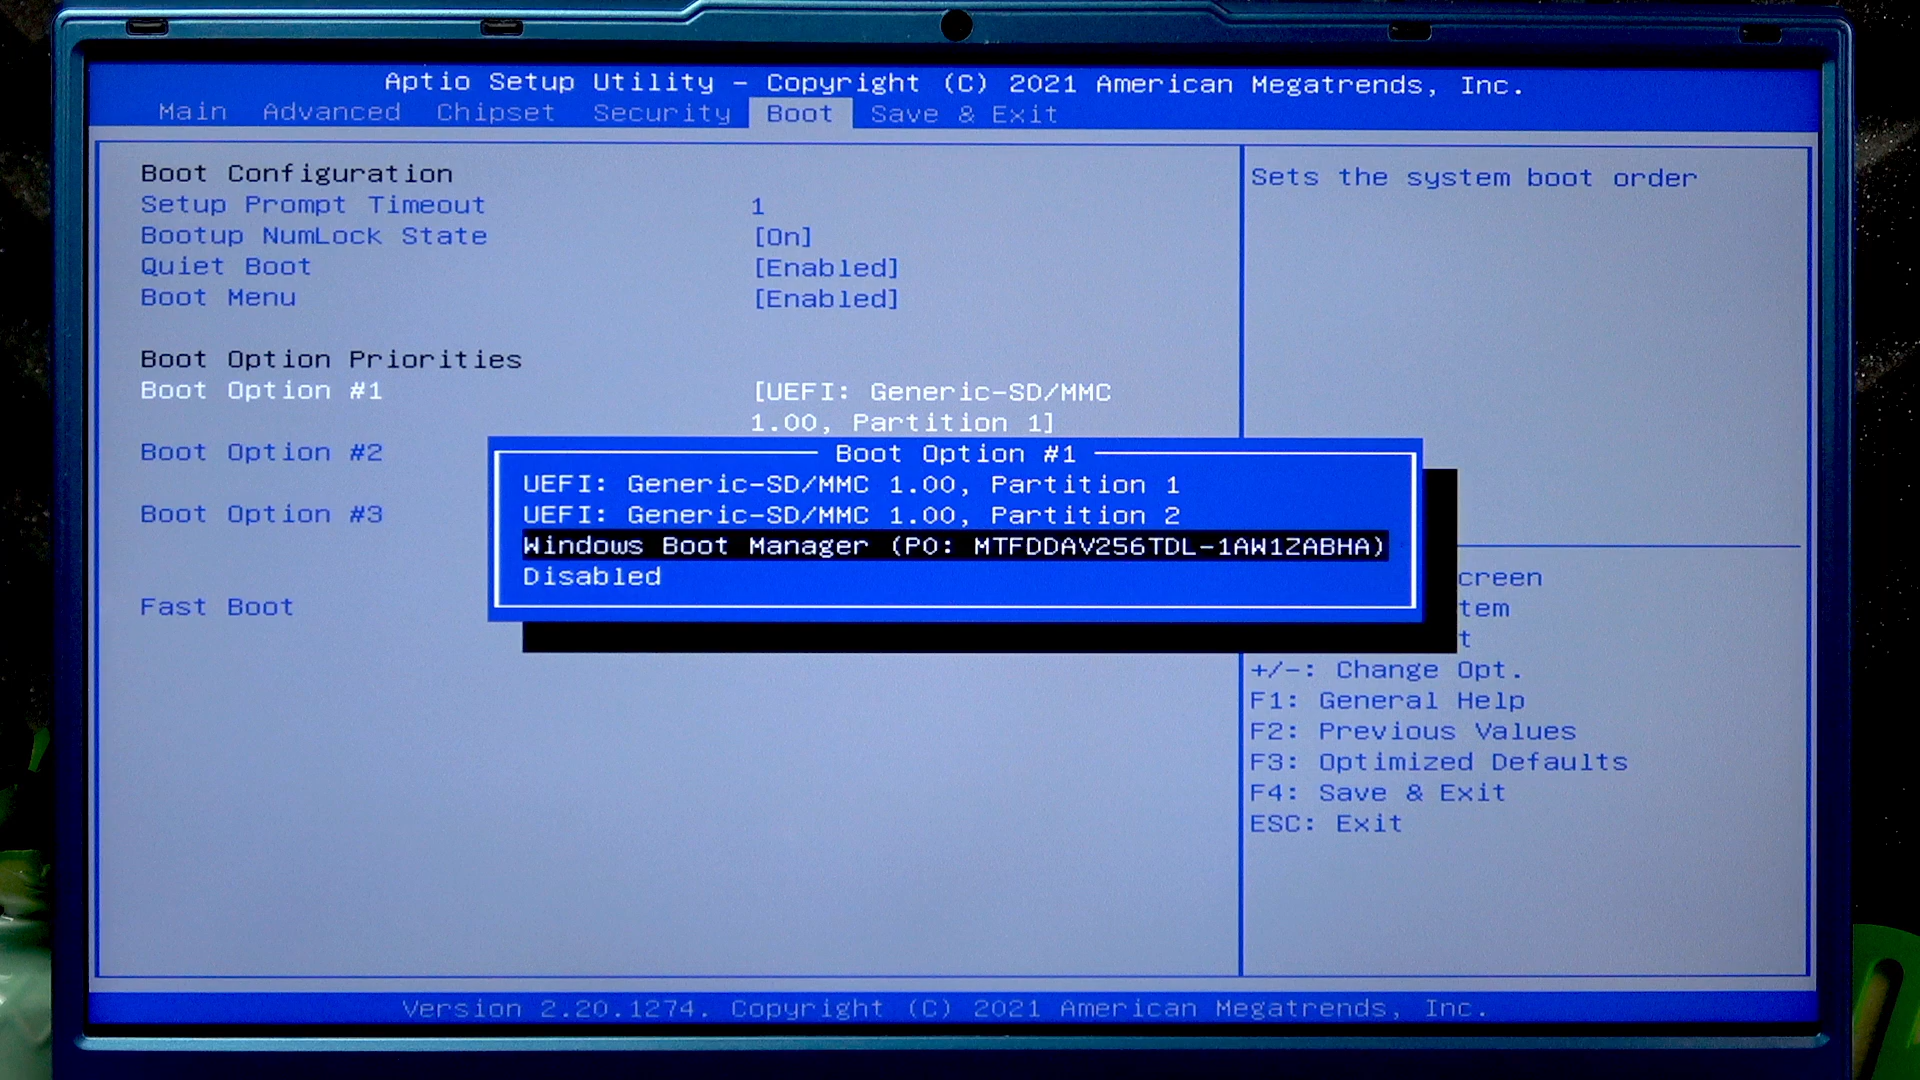 Aptio Setup Utility – Copyright (C) 2021 American Megatrends, Inc.
Main Advanced Chipset Security Boot Save & Exit
Boot Configuration
Setup Prompt Timeout 1
Bootup NumLock State [On]
Quiet Boot [Enabled]
Boot Menu [Enabled]
Boot Option Priorities
Boot Option #1 [UEFI: Generic-SD/MMC
1.00, Partition 1]
Boot Option #2
Boot Option #3
Fast Boot
Boot Option #1
UEFI: Generic-SD/MMC 1.00, Partition 1
UEFI: Generic-SD/MMC 1.00, Partition 2
Windows Boot Manager (P0: MTFDDAV256TDL-1AW1ZABHA)
Disabled
Sets the system boot order
creen
tem
t
+/-: Change Opt.
F1: General Help
F2: Previous Values
F3: Optimized Defaults
F4: Save & Exit
ESC: Exit
Version 2.20.1274. Copyright (C) 2021 American Megatrends, Inc.